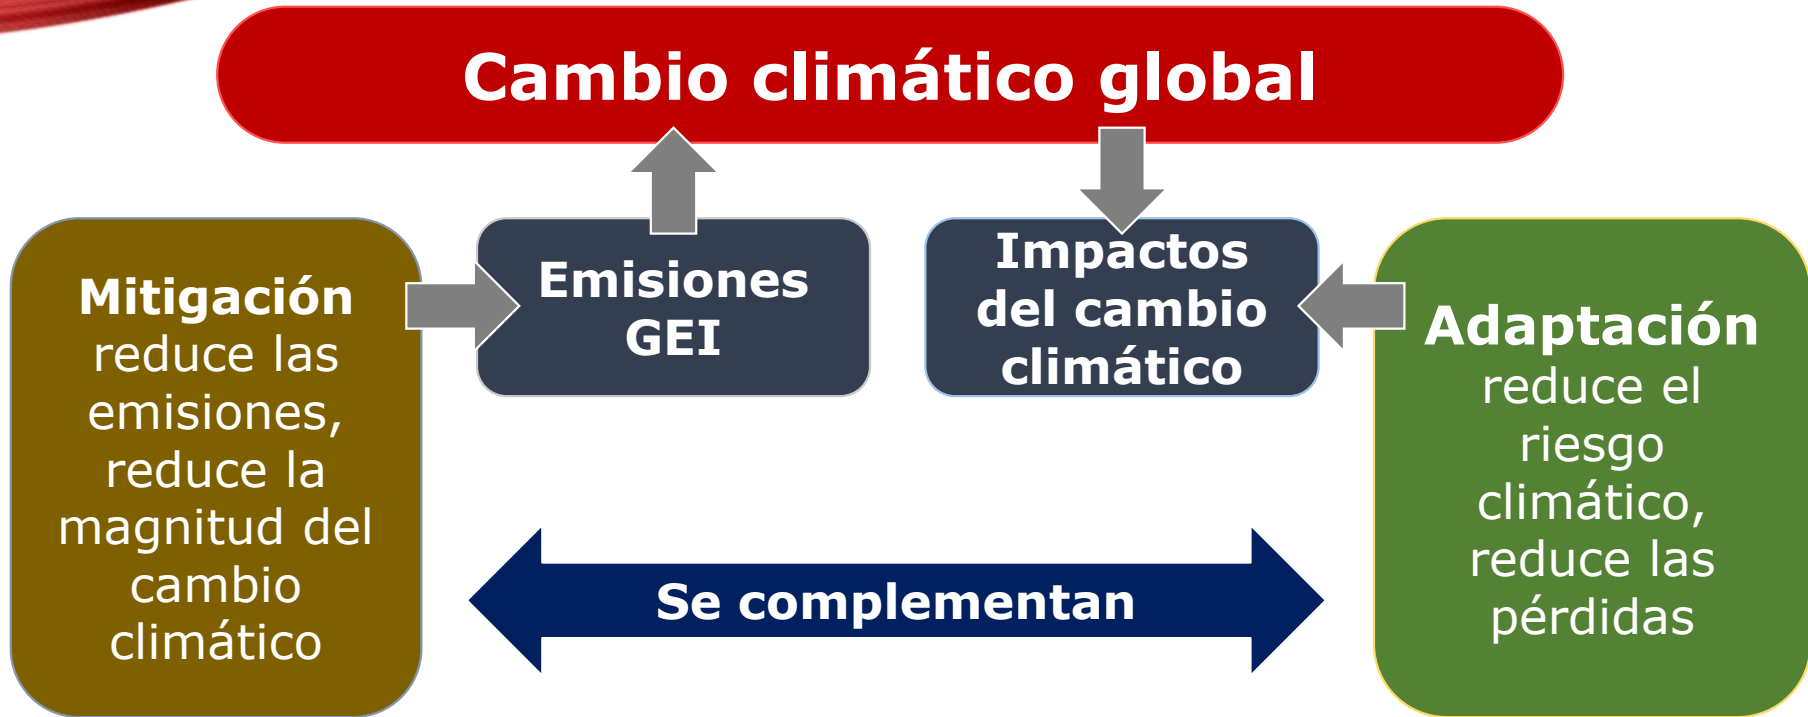 Cambio climático global
Mitigación
reduce las
emisiones,
reduce la
magnitud del
cambio
climático
Emisiones
GEI
Impactos
del cambio
climático
Adaptación
reduce el
riesgo
climático,
reduce las
pérdidas
Se complementan